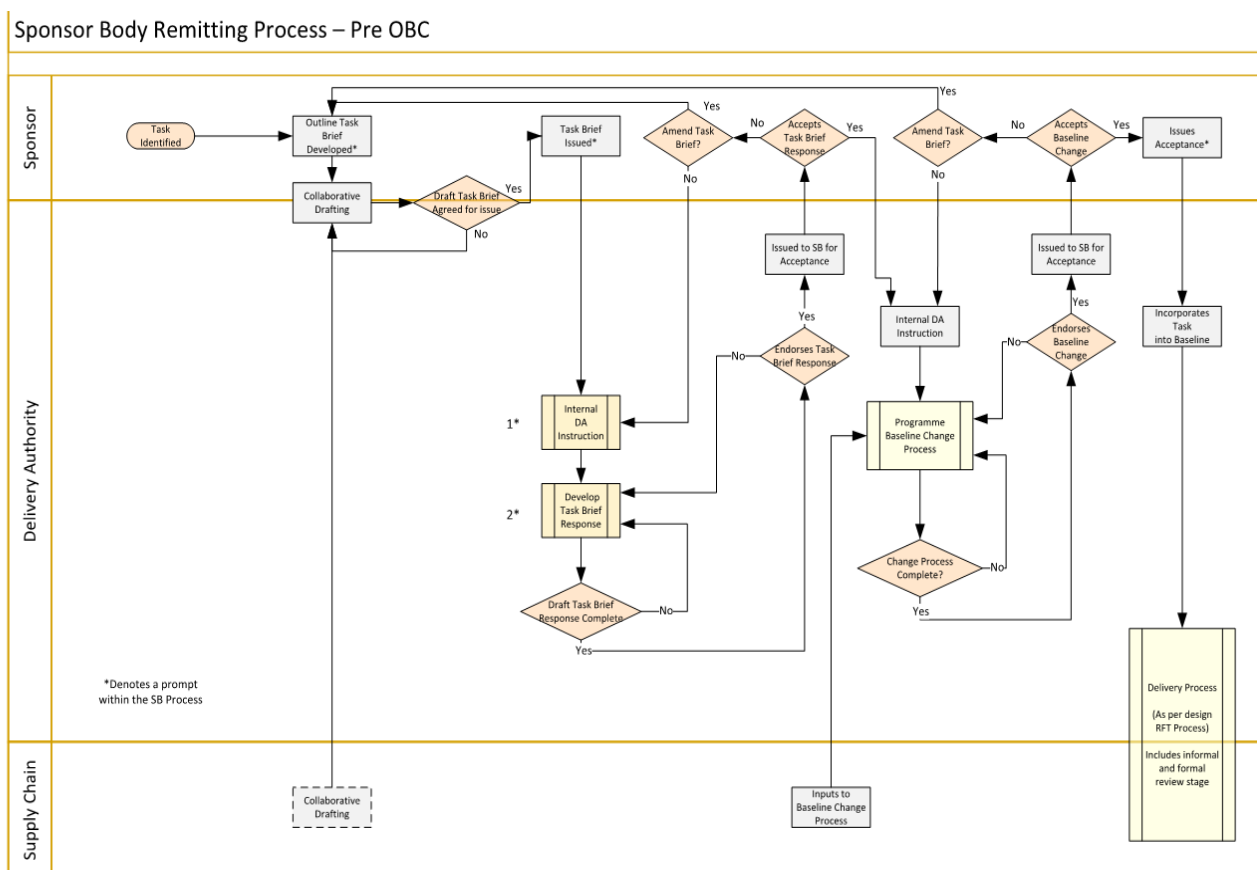 Sponsor Body Remitting Process – Pre OBC
Sponsor
Task
Identified
Outline Task
Brief
Developed*
Collaborative
Drafting
Draft Task Brief
Agreed for issue
Yes
No
Task Brief
Issued*
Amend Task
Brief?
Yes
No
No
Accepts
Task Brief
Response
Yes
Amend Task
Brief?
Yes
No
No
Accepts
Baseline
Change
Yes
Issues
Acceptance*
Delivery Authority
Issued to SB for
Acceptance
Yes
Endorses Task
Brief Response
No
Internal DA
Instruction
Issued to SB for
Acceptance
Yes
Endorses
Baseline
Change
No
Incorporates
Task
into Baseline
1*
Internal
DA
Instruction
2*
Develop
Task Brief
Response
Draft Task Brief
Response Complete
No
Yes
Programme
Baseline Change
Process
Change Process
Complete?
No
Yes
*Denotes a prompt
within the SB Process
Delivery Process
(As per design
RFT Process)
Includes informal
and formal
review stage
Supply Chain
Collaborative
Drafting
Inputs to
Baseline Change
Process